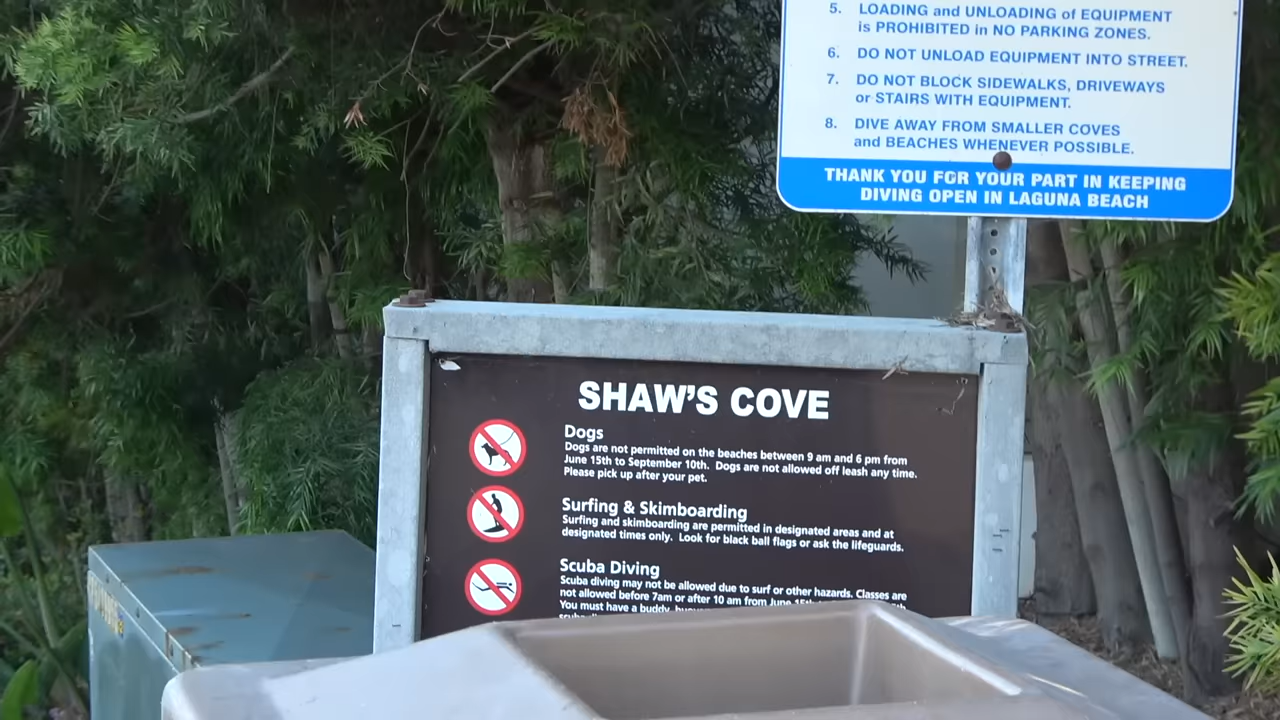 5. LOADING and UNLOADING of EQUIPMENT
is PROHIBITED in NO PARKING ZONES.
6. DO NOT UNLOAD EQUIPMENT INTO STREET.
7. DO NOT BLOCK SIDEWALKS, DRIVEWAYS
or STAIRS WITH EQUIPMENT.
8. DIVE AWAY FROM SMALLER COVES
and BEACHES WHENEVER POSSIBLE.
THANK YOU FOR YOUR PART IN KEEPING
DIVING OPEN IN LAGUNA BEACH
SHAW'S COVE
Dogs
Dogs are not permitted on the beaches between 9 am and 6 pm from
June 15th to September 10th. Dogs are not allowed off leash any time.
Please pick up after your pet.
Surfing & Skimboarding
Surfing and skimboarding are permitted in designated areas and at
designated times only. Look for black ball flags or ask the lifeguards.
Scuba Diving
Scuba diving may not be allowed due to surf or other hazards. Classes are
not allowed before 7am or after 10 am from June 15th
You must have a buddy,